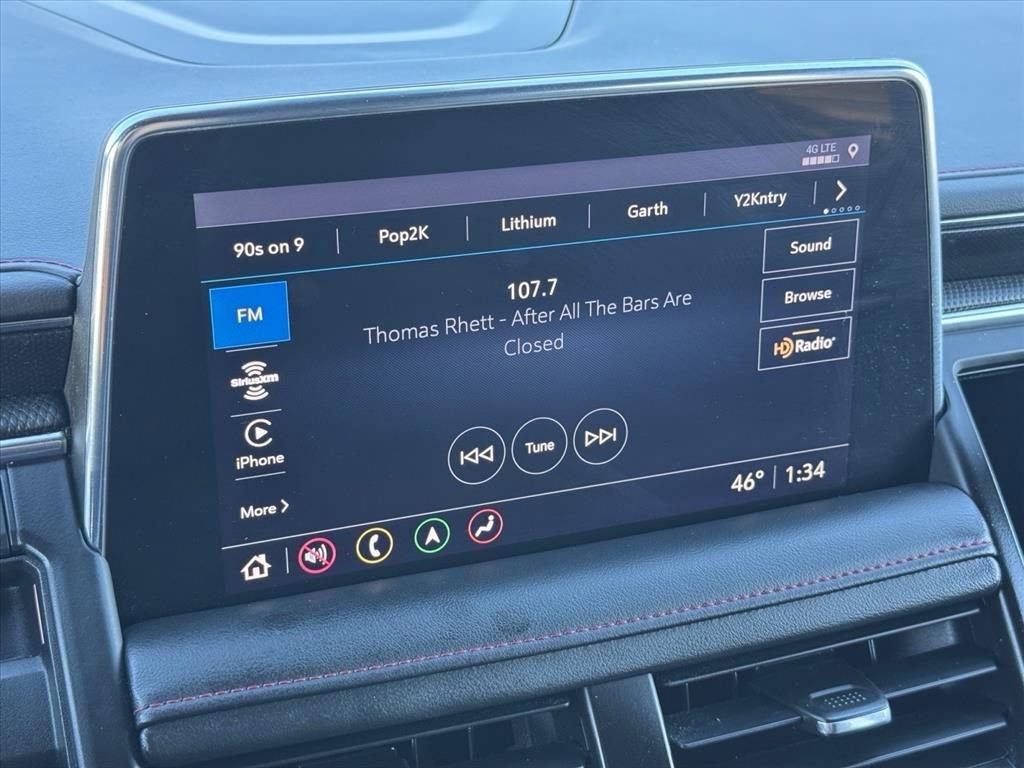 4G LTE
90s on 9
Pop2K
Lithium
Garth
Y2Kntry
FM
107.7
Thomas Rhett - After All The Bars Are
Closed
Sound
Browse
HD Radio
SiriusXM
iPhone
Tune
More
46° 1:34